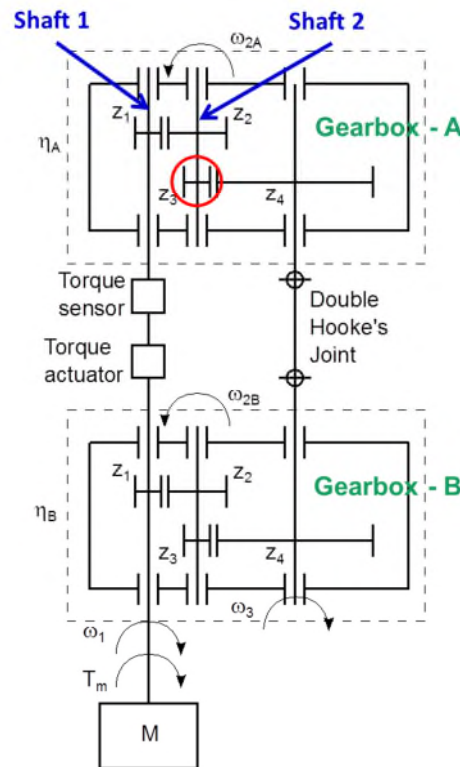 Shaft 1
Shaft 2
ω2A
z1
z2
Gearbox - A
ηA
z3
z4
Torque
sensor
Double
Hooke's
Joint
Torque
actuator
ω2B
z1
z2
Gearbox - B
ηB
z3
z4
ω1
ω3
Tm
M